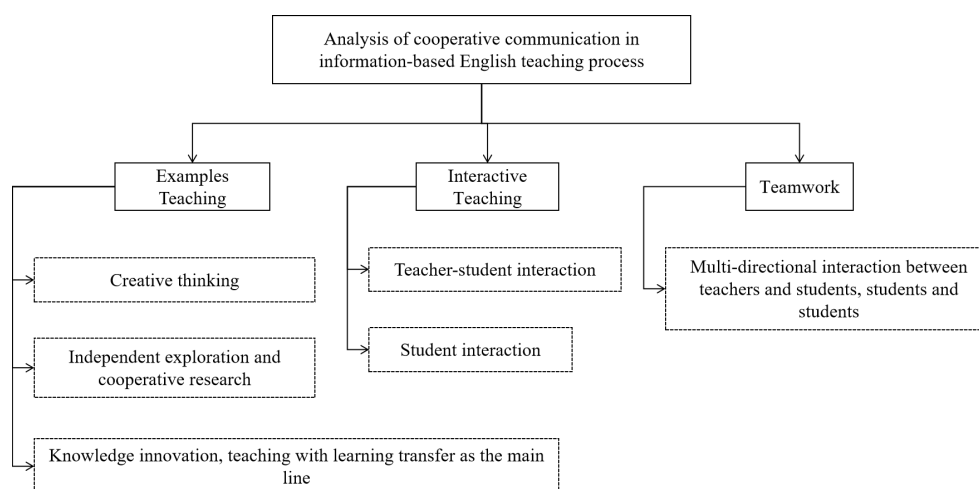 Analysis of cooperative communication in
information-based English teaching process
Examples
Teaching
Interactive
Teaching
Teamwork
Creative thinking
Independent exploration and
cooperative research
Knowledge innovation, teaching with learning transfer as the main
line
Teacher-student interaction
Student interaction
Multi-directional interaction between
teachers and students, students and
students